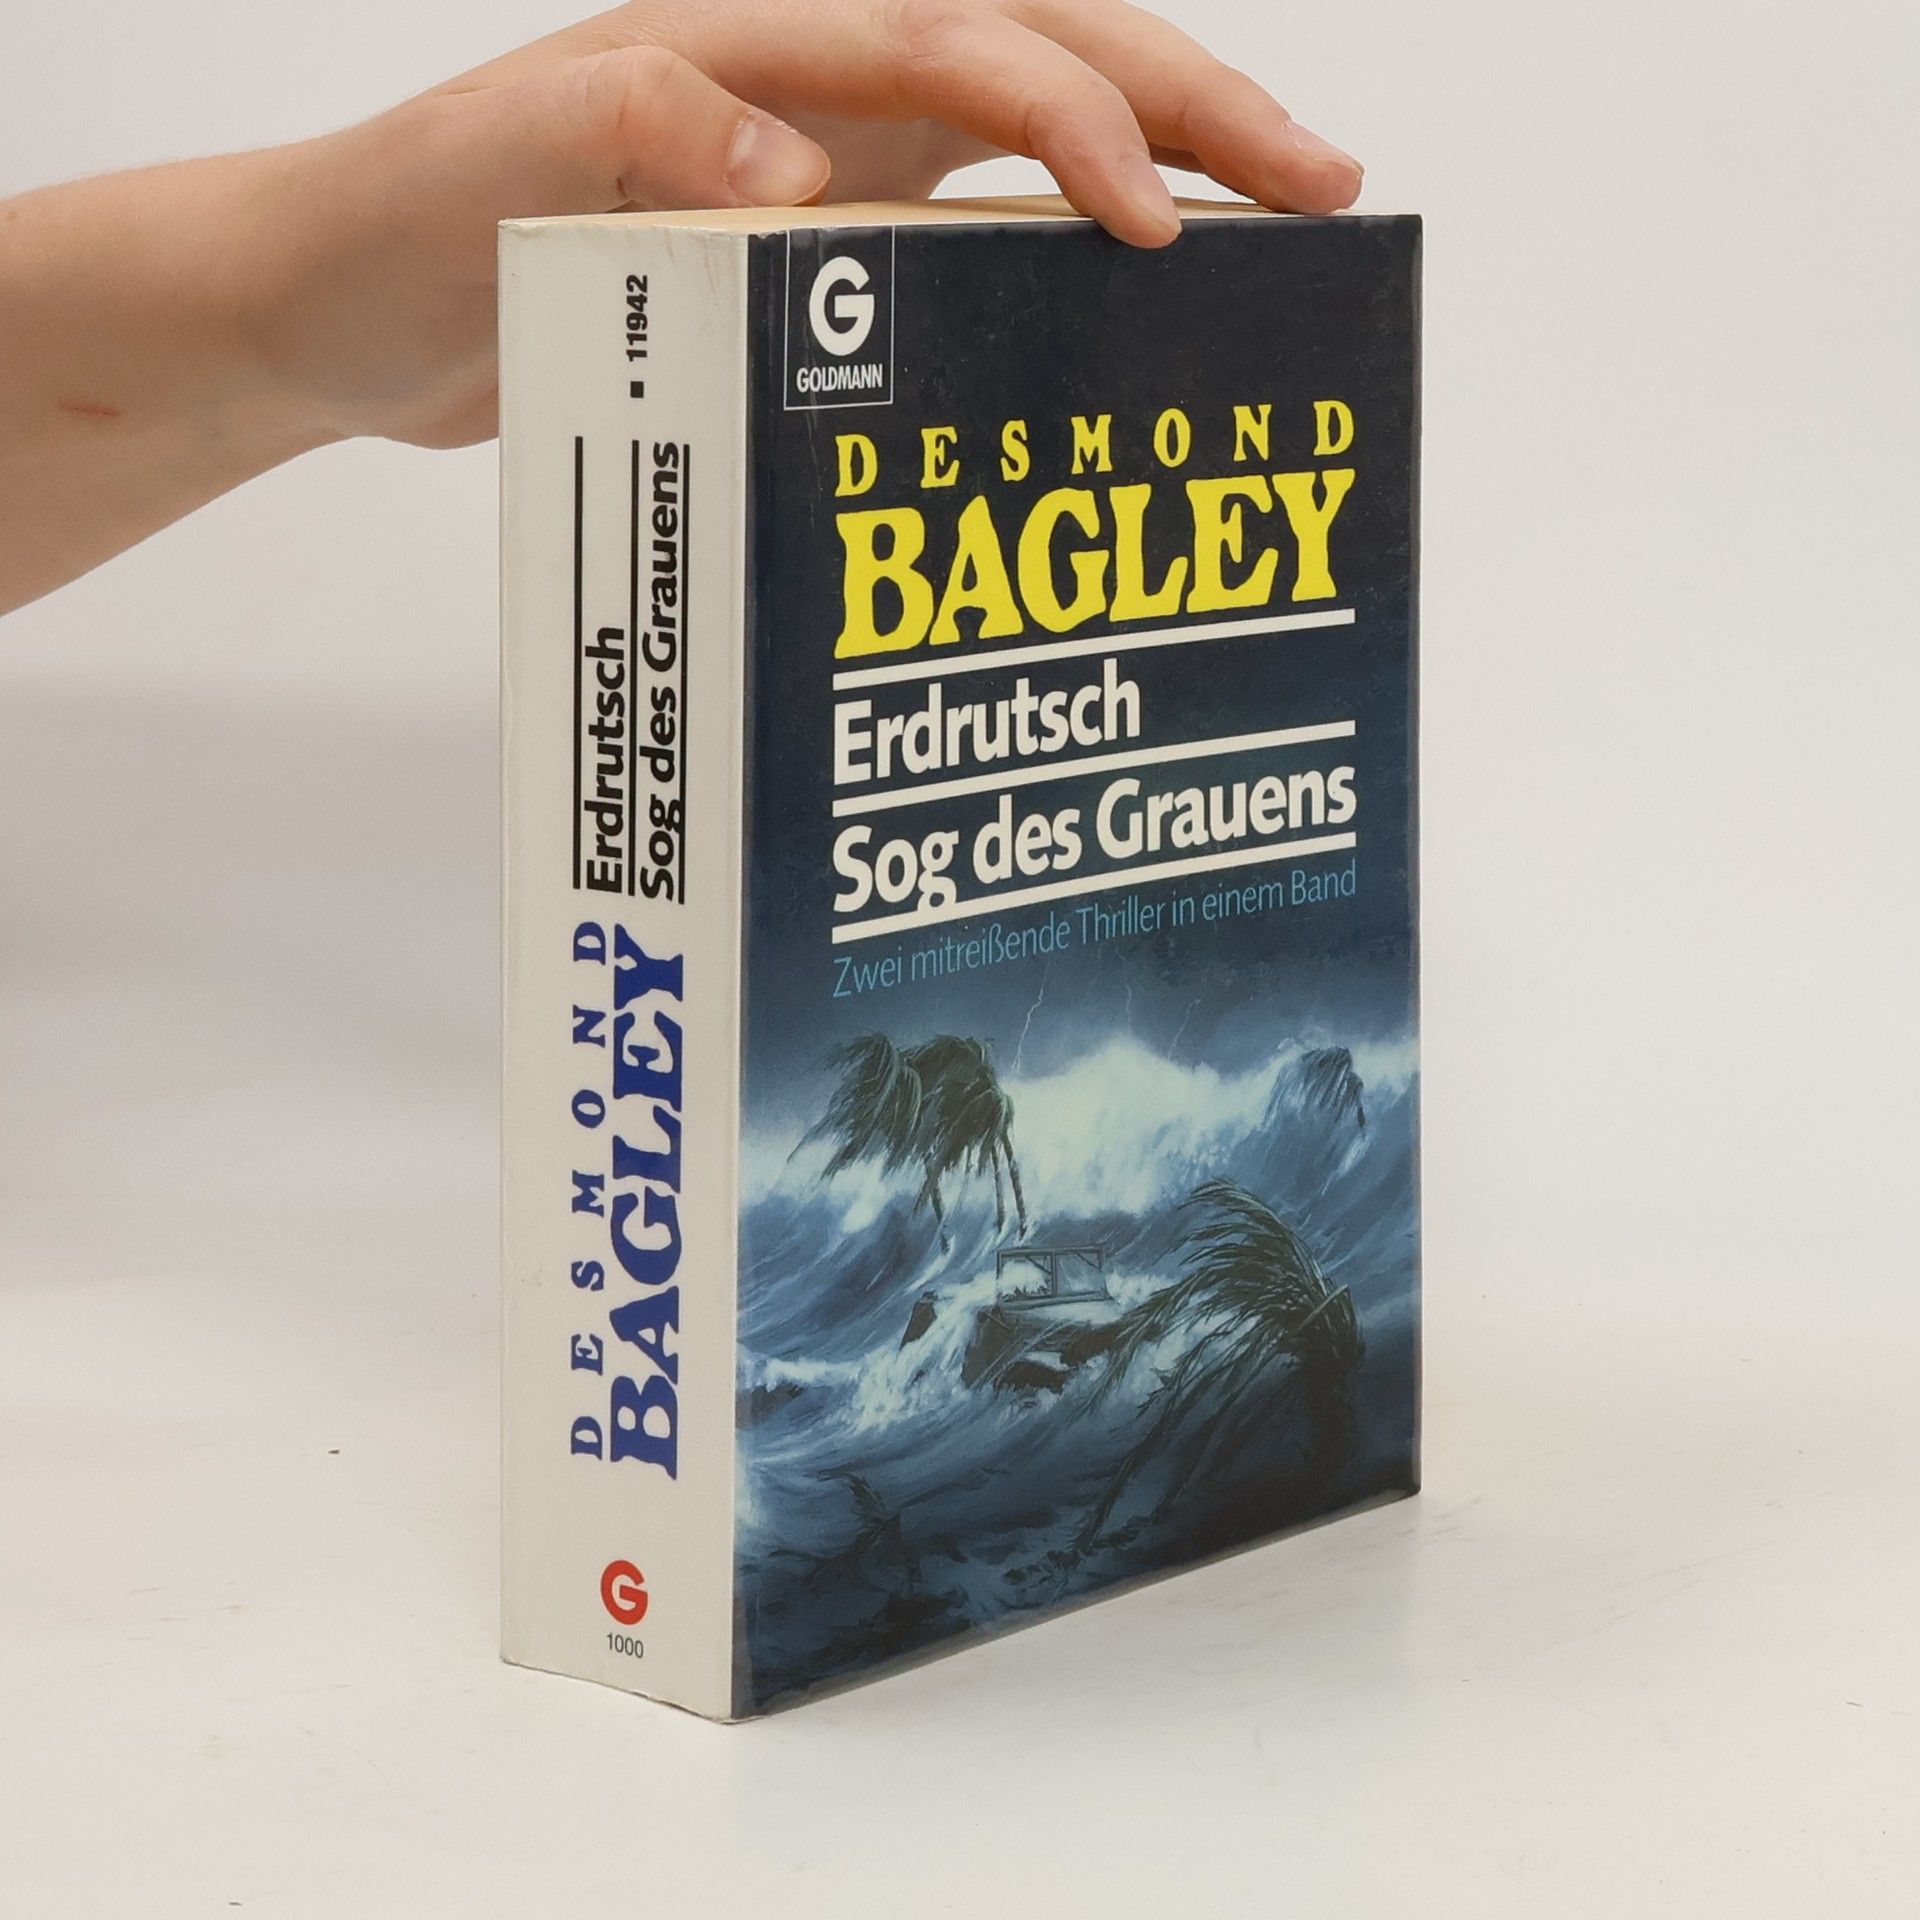 11942
Erdrutsch
Sog des Grauens
DESMOND
BAGLEY
G
1000
G
GOLDMANN
DESMOND
BAGLEY
Erdrutsch
Sog des Grauens
Zwei mitreißende Thriller in einem Band